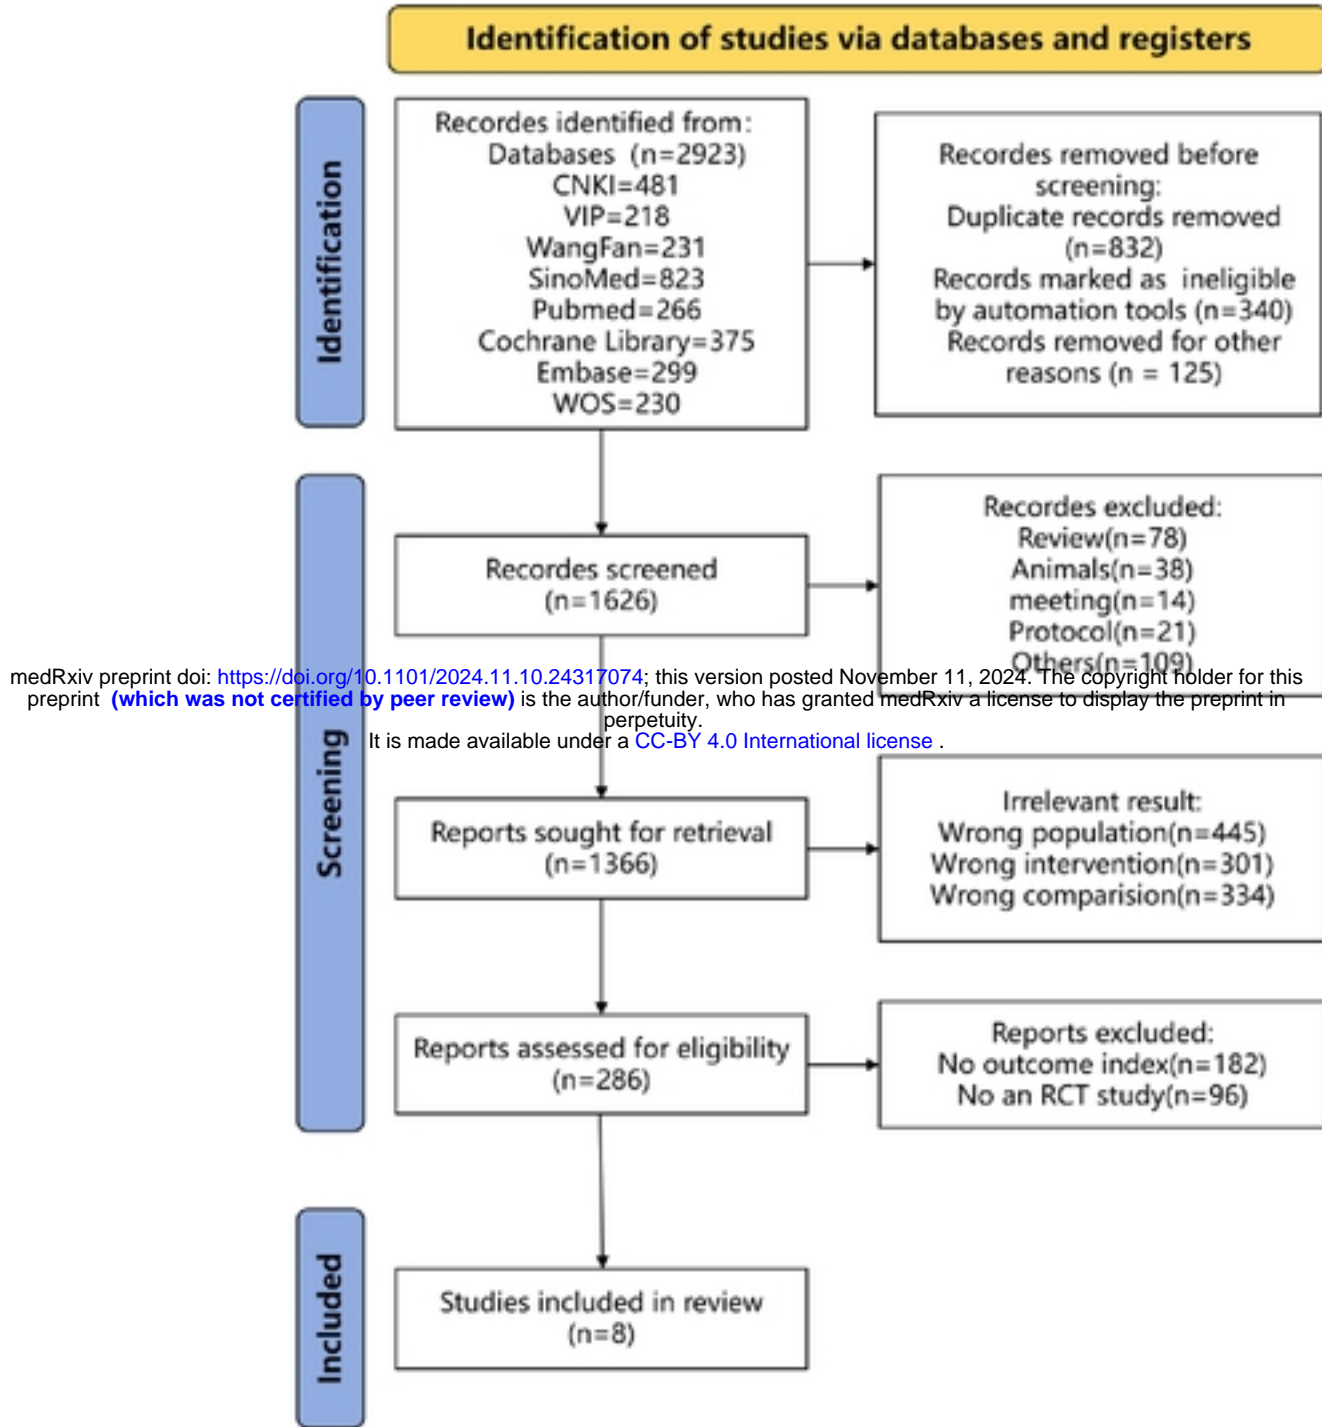 Identification of studies via databases and registers
Identification
Recordes identified from:
Databases (n=2923)
CNKI=481
VIP=218
WangFan=231
SinoMed=823
Pubmed=266
Cochrane Library=375
Embase=299
WOS=230
Recordes removed before
screening:
Duplicate records removed
(n=832)
Records marked as ineligible
by automation tools (n=340)
Records removed for other
reasons (n = 125)
Screening
Recordes screened
(n=1626)
Recordes excluded:
Review(n=78)
Animals(n=38)
meeting(n=14)
Protocol(n=21)
Others(n=109)
medRxiv preprint doi: https://doi.org/10.1101/2024.11.10.24317074; this version posted November 11, 2024. The copyright holder for this
preprint (which was not certified by peer review) is the author/funder, who has granted medRxiv a license to display the preprint in
perpetuity.
It is made available under a CC-BY 4.0 International license .
Reports sought for retrieval
(n=1366)
Irrelevant result:
Wrong population(n=445)
Wrong intervention(n=301)
Wrong comparision(n=334)
Reports assessed for eligibility
(n=286)
Reports excluded:
No outcome index(n=182)
No an RCT study(n=96)
Included
Studies included in review
(n=8)